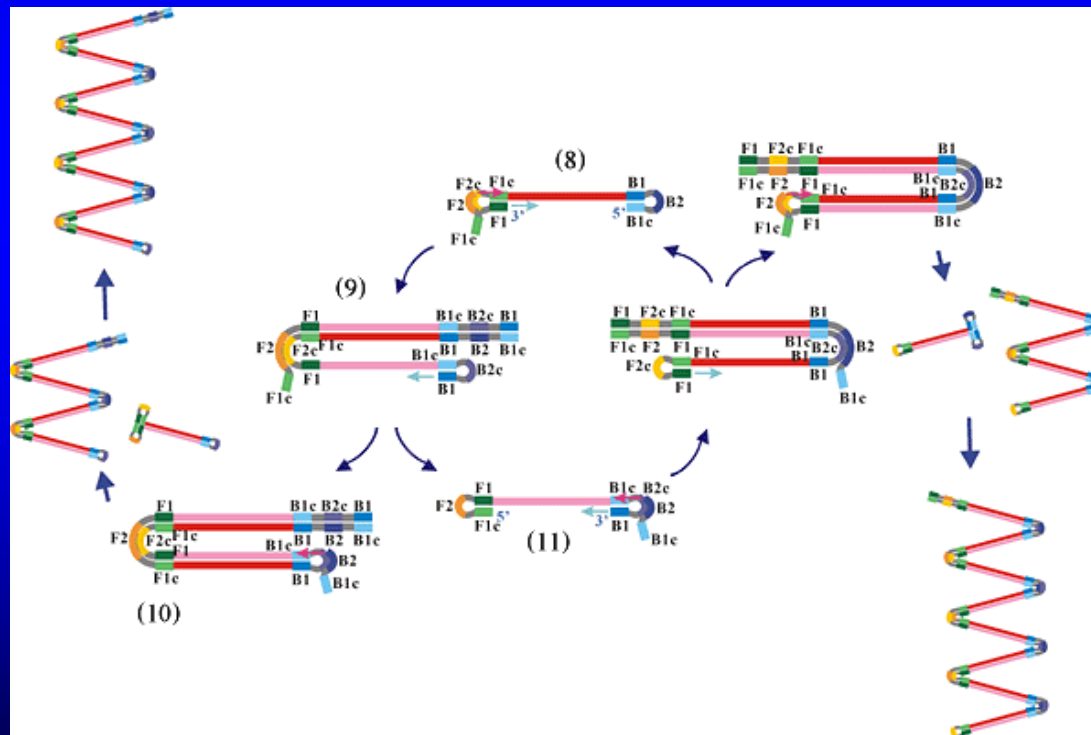 (8)
F2c F1c
F2
3'
F1
F1c
B1
5'
B2
B1c
F1 F2c F1c
F1c F2 F1
F2
F1c
F1
F1c
B1
B1c
B1 B2c
B2
B1c
(9)
F1
F2
F2c F1c
F1
F1c
B1c B2c B1
B1 B2 B1c
B1c
B2c
B1
F1 F2c F1c
F1c F2 F1
F2c
F1c
F1
B1
B1c
B1 B2c
B2
B1
B1c
F1
F2
F2c F1c
F1
F1c
B1c B2c B1
B1 B2 B1c
B1c
B2
B1
B1c
(10)
F1
F2
F1c
5'
B1c B2c
B2
3'
B1
B1c
(11)